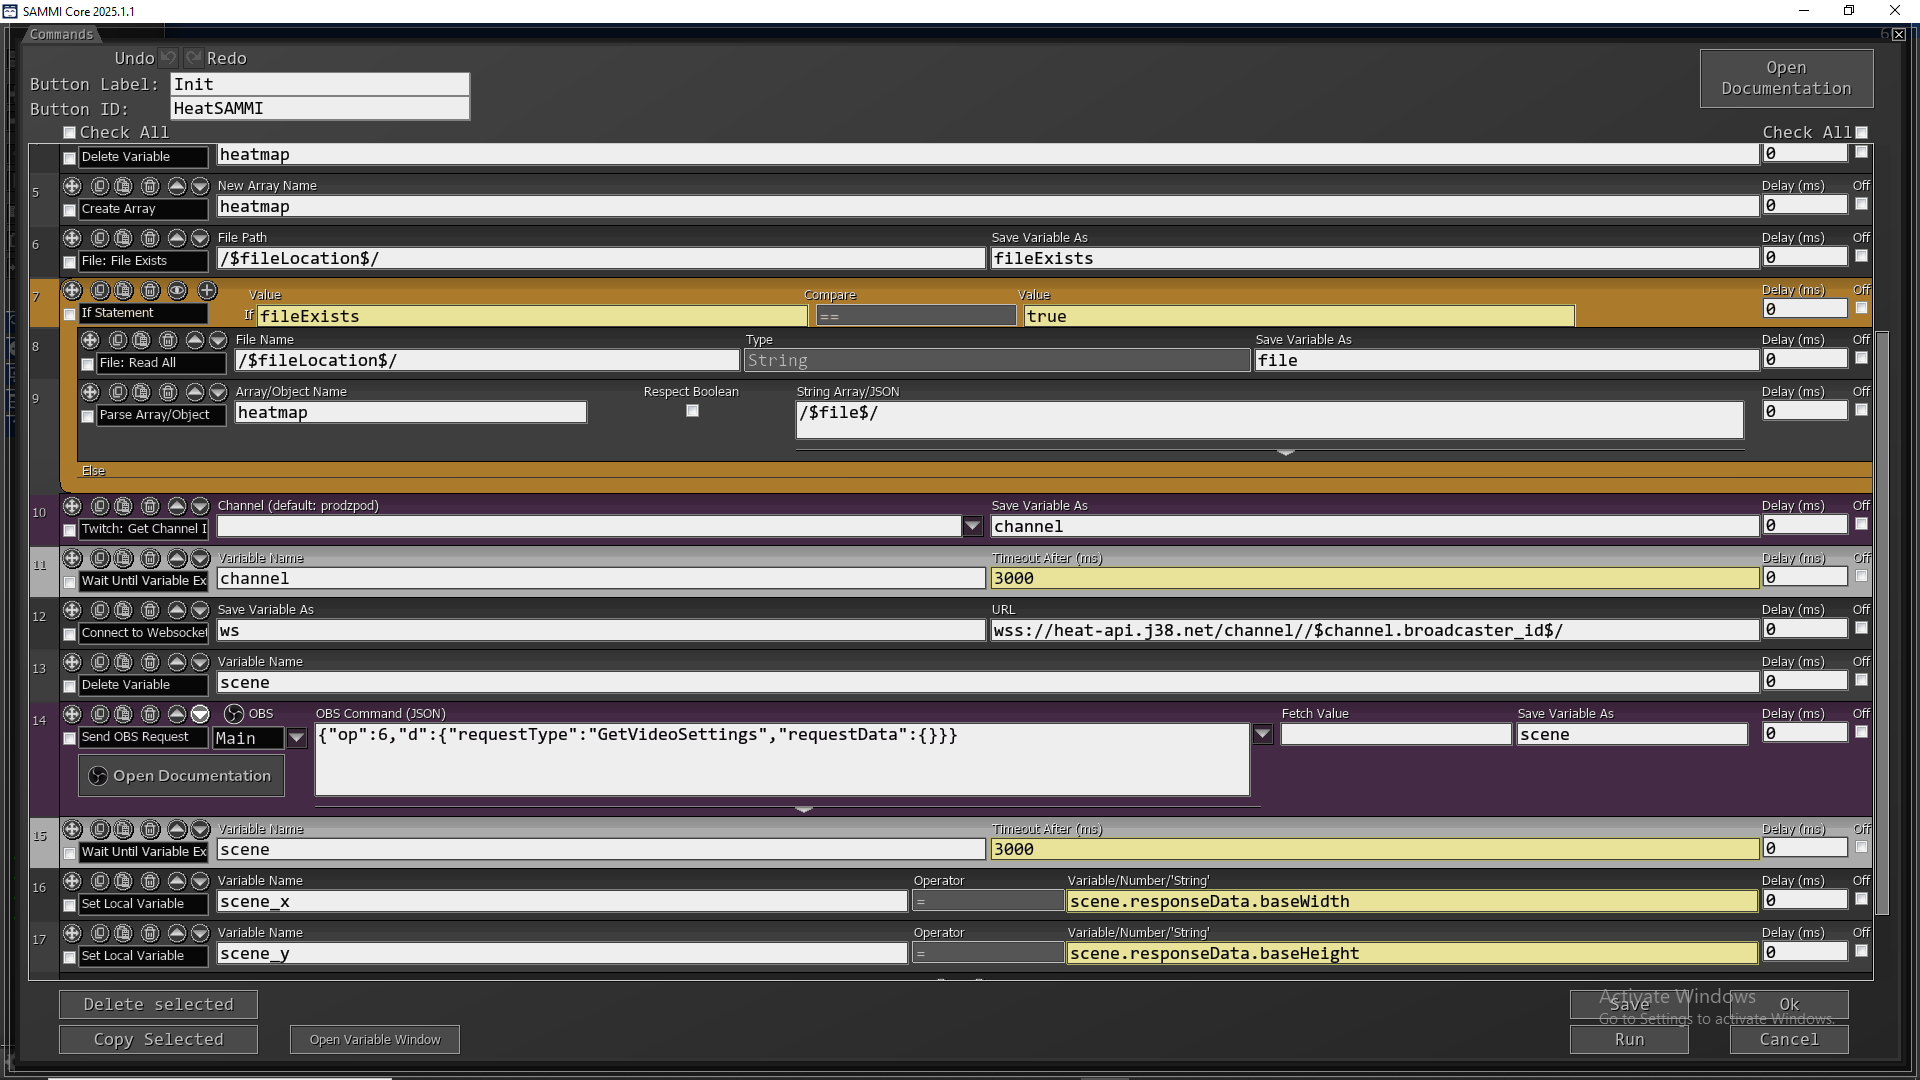 SAMMI Core 2025.1.1
Commands
Undo Redo
Button Label: Init
Button ID: HeatSAMMI
Open Documentation
Check All Check All
Delete Variable heatmap 0
5 New Array Name Delay (ms) Off
Create Array heatmap 0
6 File Path Save Variable As Delay (ms) Off
File: File Exists /$fileLocation$/ fileExists 0
7 Value Compare Value Delay (ms) Off
If Statement If fileExists == true 0
8 File Name Type Save Variable As Delay (ms) Off
File: Read All /$fileLocation$/ String file 0
9 Array/Object Name Respect Boolean String Array/JSON Delay (ms) Off
Parse Array/Object heatmap /$file$/ 0
Else
10 Channel (default: prodzpod) Save Variable As Delay (ms) Off
Twitch: Get Channel I channel 0
11 Variable Name Timeout After (ms) Delay (ms) Off
Wait Until Variable Ex channel 3000 0
12 Save Variable As URL Delay (ms) Off
Connect to Websocket ws wss://heat-api.j38.net/channel//$channel.broadcaster_id$/ 0
13 Variable Name Delay (ms) Off
Delete Variable scene 0
14 OBS OBS Command (JSON) Fetch Value Save Variable As Delay (ms) Off
Send OBS Request Main {"op":6,"d":{"requestType":"GetVideoSettings","requestData":{}}} scene 0
Open Documentation
15 Variable Name Timeout After (ms) Delay (ms) Off
Wait Until Variable Ex scene 3000 0
16 Variable Name Operator Variable/Number/'String' Delay (ms) Off
Set Local Variable scene_x = scene.responseData.baseWidth 0
17 Variable Name Operator Variable/Number/'String' Delay (ms) Off
Set Local Variable scene_y = scene.responseData.baseHeight 0
Delete selected Save Ok
Copy Selected Open Variable Window Run Cancel
Activate Windows
Go to Settings to activate Windows.